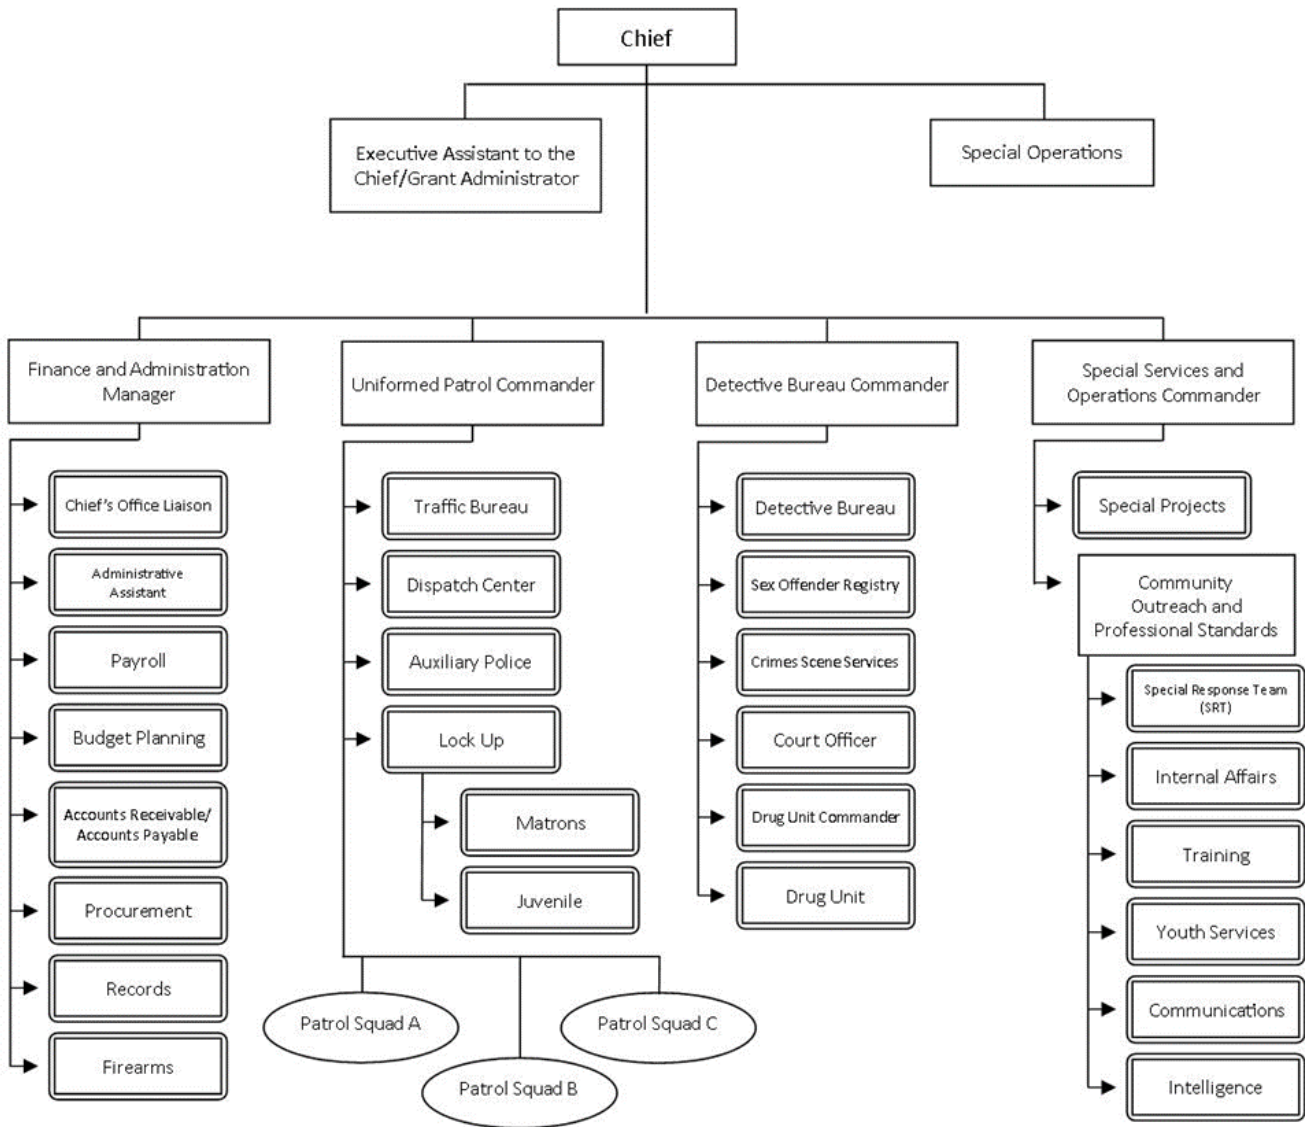 Chief
Executive Assistant to the
Chief/Grant Administrator
Special Operations
Finance and Administration
Manager
Uniformed Patrol Commander
Detective Bureau Commander
Special Services and
Operations Commander
Chief's Office Liaison
Administrative
Assistant
Payroll
Budget Planning
Accounts Receivable/
Accounts Payable
Procurement
Records
Firearms
Traffic Bureau
Dispatch Center
Auxiliary Police
Lock Up
Matrons
Juvenile
Patrol Squad A
Patrol Squad B
Patrol Squad C
Detective Bureau
Sex Offender Registry
Crimes Scene Services
Court Officer
Drug Unit Commander
Drug Unit
Special Projects
Community
Outreach and
Professional Standards
Special Response Team
(SRT)
Internal Affairs
Training
Youth Services
Communications
Intelligence